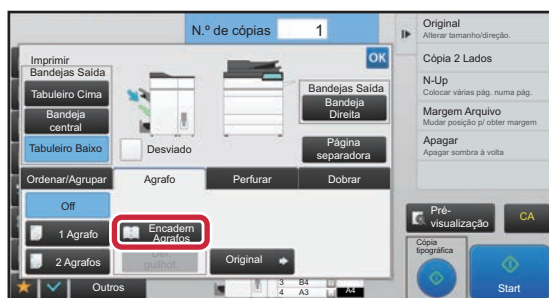 N.º de cópias 1
Original
Alterar tamanho/direção.
Cópia 2 Lados
N-Up
Colocar várias pág. numa pág.
Margem Arquivo
Mudar posição p/ obter margem
Apagar
Apagar sombra à volta
Imprimir
OK
Bandejas Saída
Tabuleiro Cima
Bandeja
central
Tabuleiro Baixo
Desviado
Bandejas Saída
Bandeja
Direita
Página
separadora
Ordenar/Agrupar
Agrafo
Perfurar
Dobrar
Off
1 Agrafo
2 Agrafos
Encadern
Agrafos
guilhot.
Original
Outros
3 B4
4 A3
A4
Pré-
visualização
CA
Cópia
tipográfica
Start